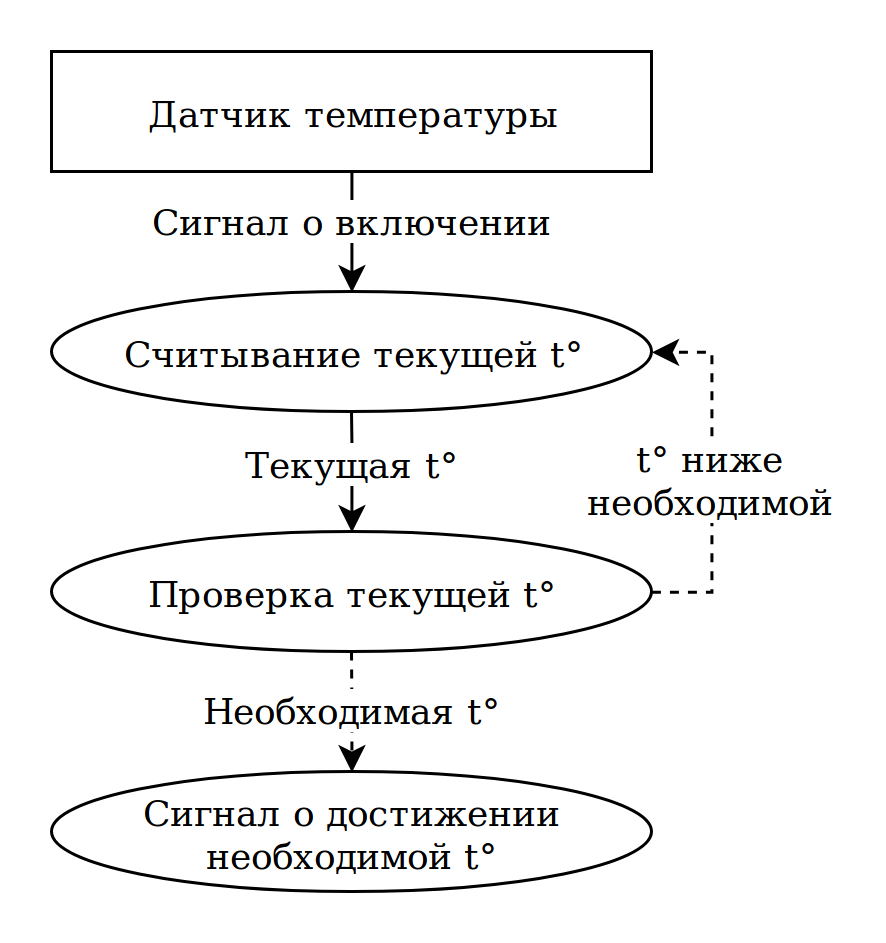 Датчик температуры
Сигнал о включении
Считывание текущей t°
Текущая t°
t° ниже
необходимой
Проверка текущей t°
Необходимая t°
Сигнал о достижении
необходимой t°